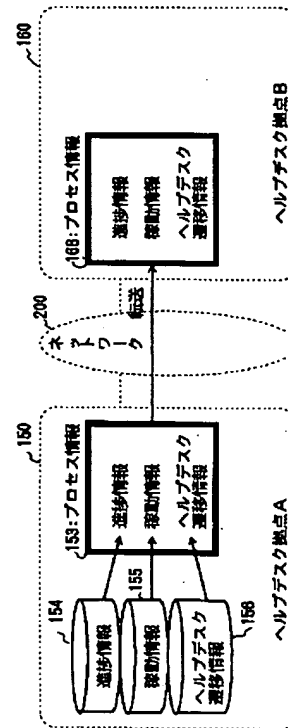 150
154
進捗情報
155
稼動情報
ヘルプデスク
遷移情報
156
153:プロセス情報
進捗情報
稼動情報
ヘルプデスク
遷移情報
ヘルプデスク拠点A
200
ネットワーク
転送
160
168:プロセス情報
進捗情報
稼動情報
ヘルプデスク
遷移情報
ヘルプデスク拠点B